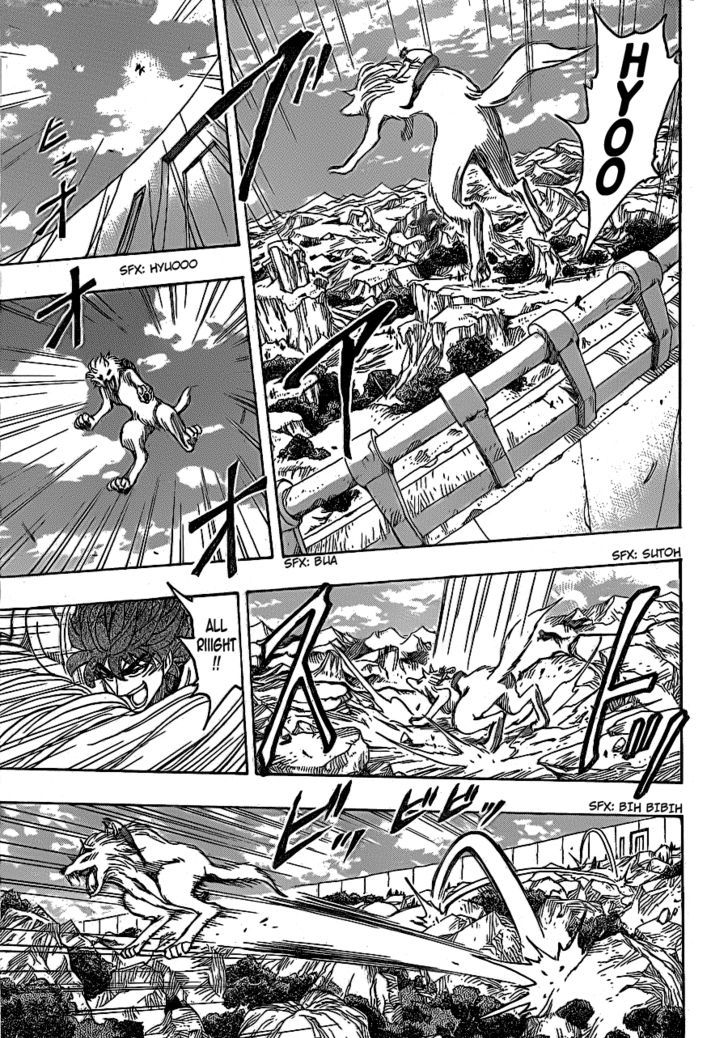 HYOO
ブア
SFX: BUA
ヒュオ
SFX: HYUOOO
オ
オ
SFX: SUTOH
ストッ
ALL
RIIIGHT
!!
SFX: BIH BIBIH
ビッ ビビッ